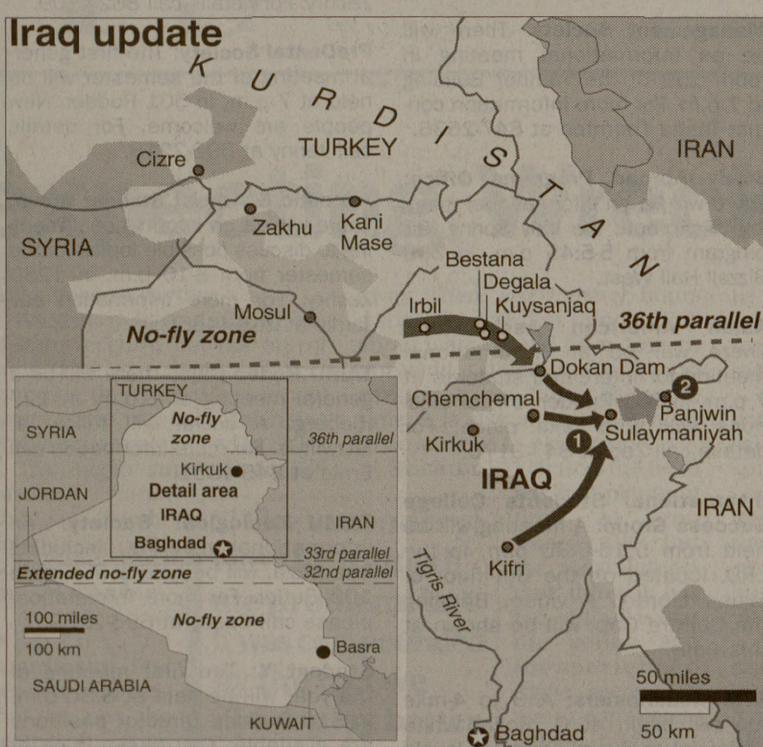 Iraq update
KURDISTAN
TURKEY
IRAN
Cizre
Zakhu
Kani
Mase
SYRIA
Bestana
Degala
Kuysanjaq
Irbil
Mosul
No-fly zone
36th parallel
Dokan Dam
Chemchemal
2
Panjwin
Kirkuk
Sulaymaniyah
1
IRAQ
IRAN
Kifri
Tigris River
50 miles
50 km
Baghdad
TURKEY
No-fly
zone
SYRIA
36th parallel
Kirkuk
Detail area
JORDAN
IRAQ
IRAN
Baghdad
33rd parallel
Extended no-fly zone
32nd parallel
100 miles
100 km
No-fly zone
Basra
SAUDI ARABIA
KUWAIT